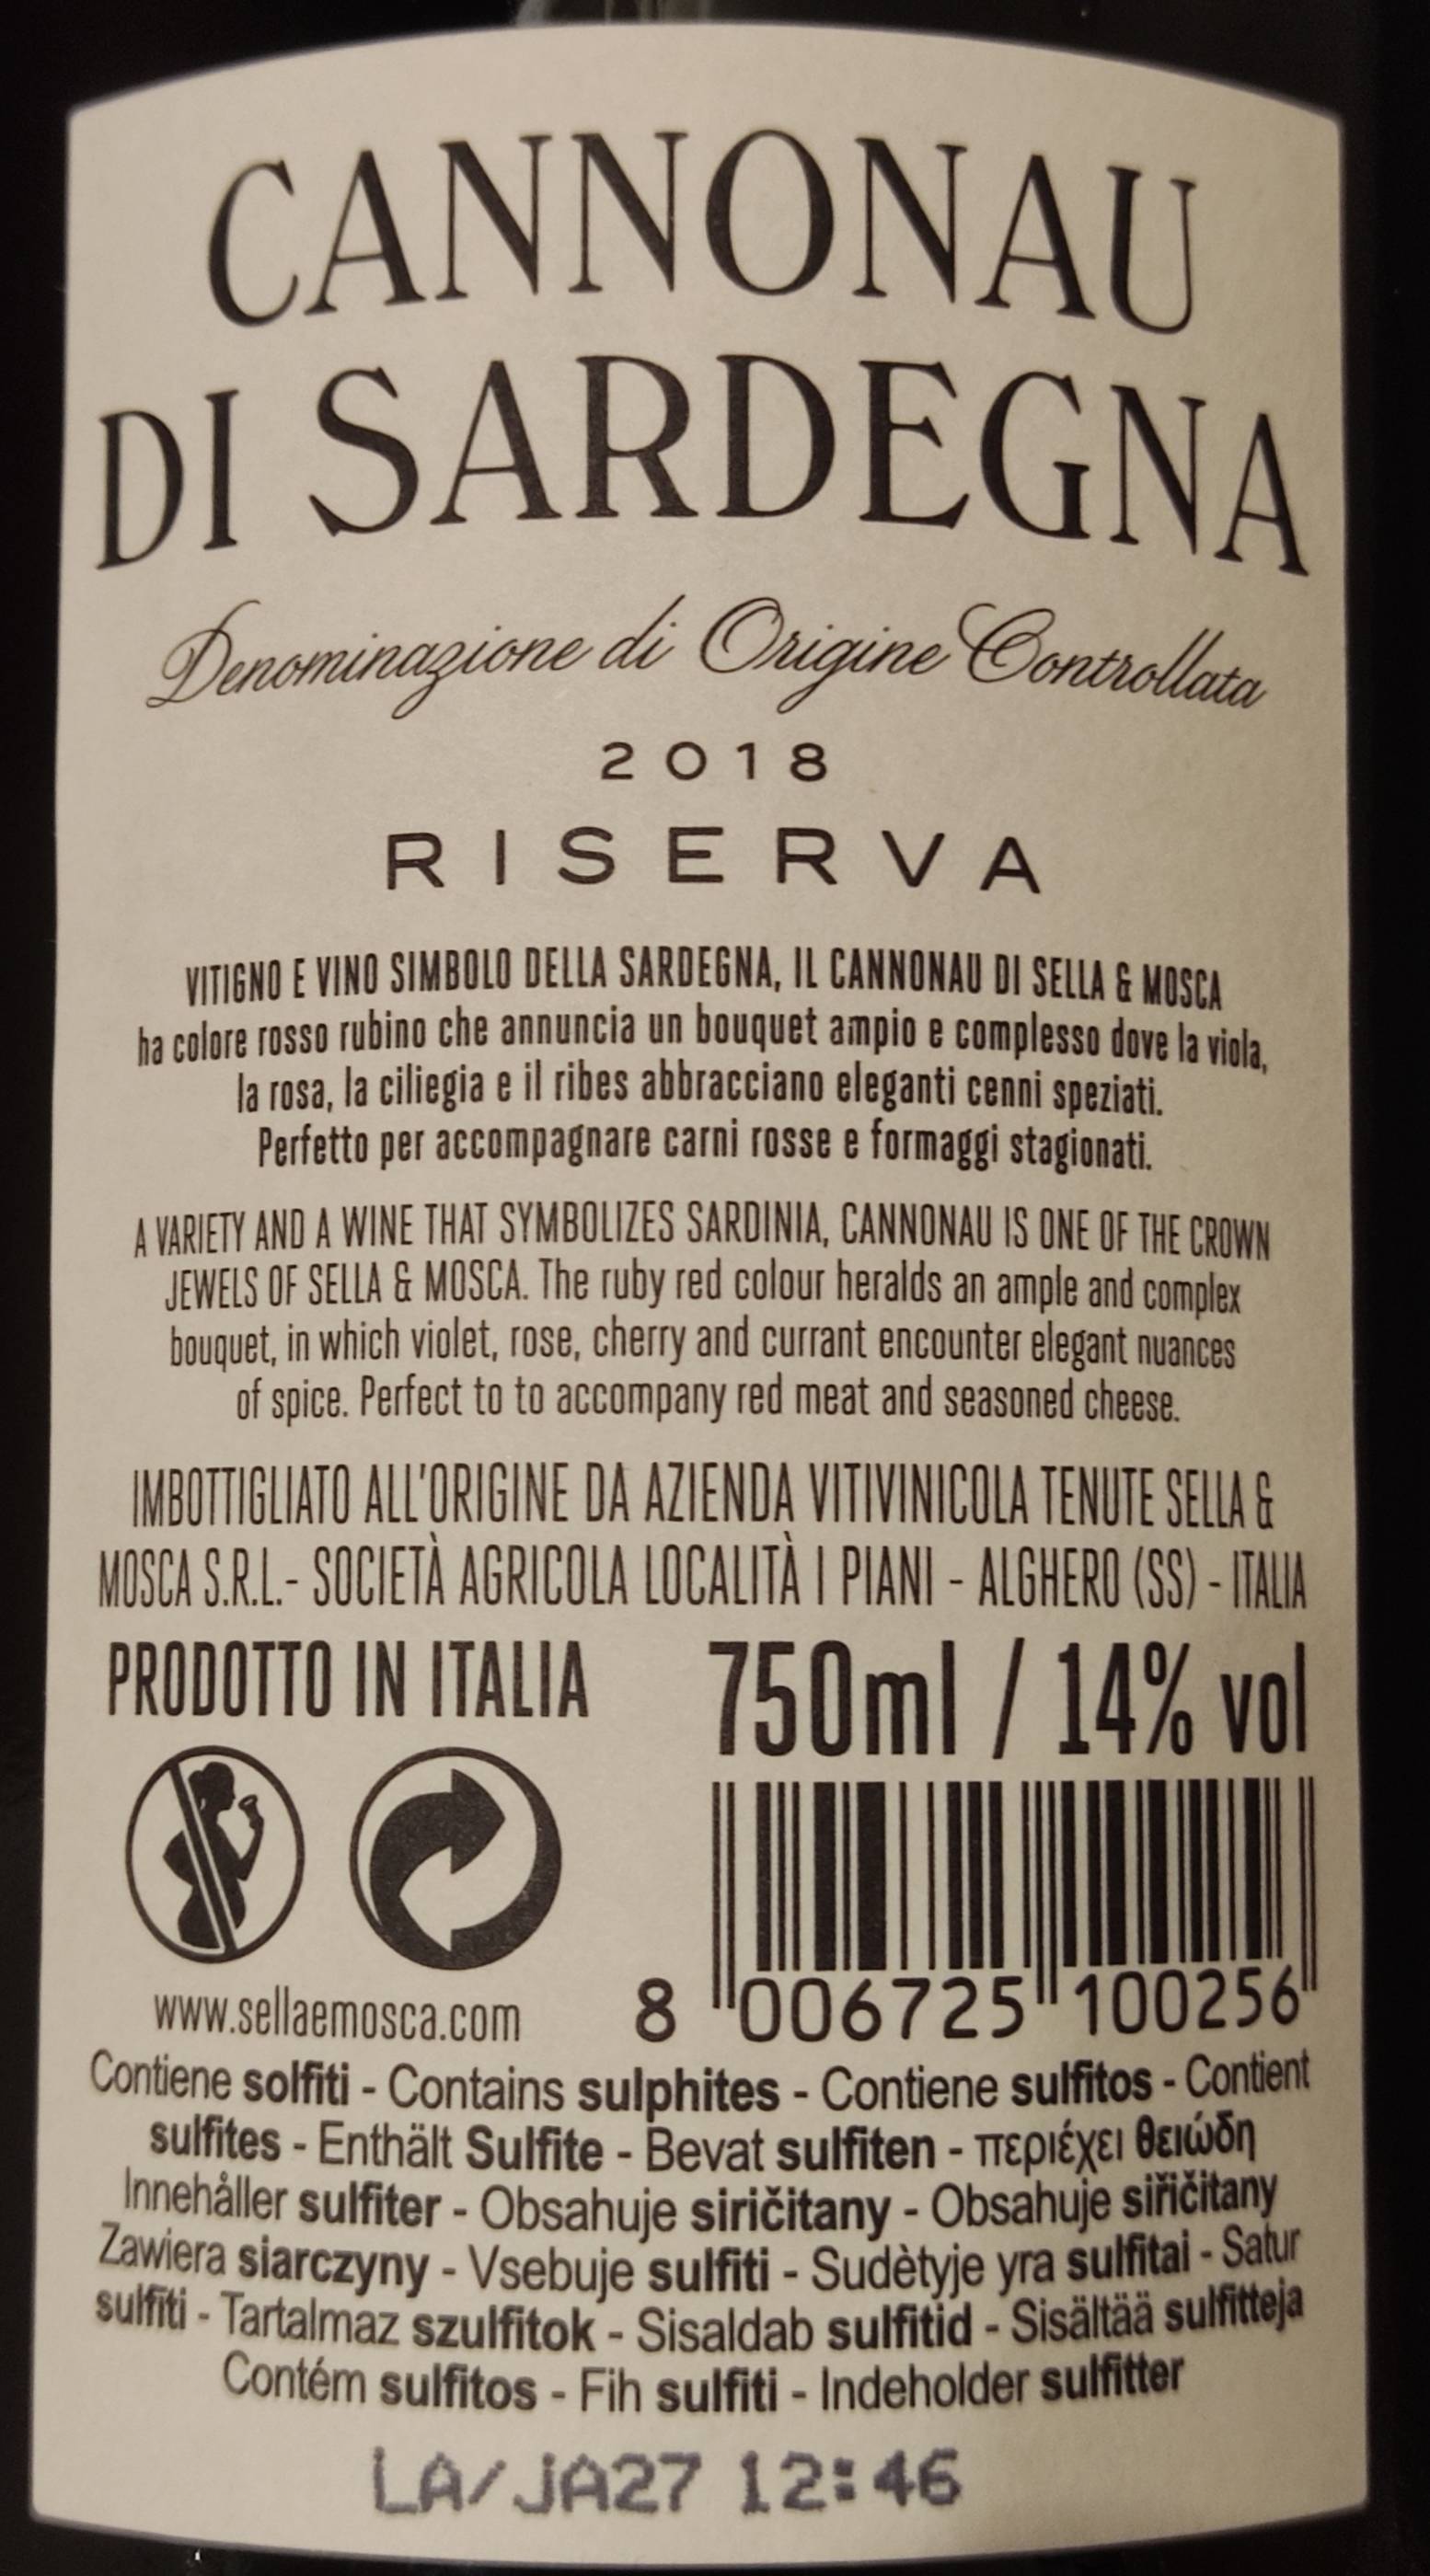 CANNONAU
DI SARDEGNA
Denominazione di Origine Controllata
2018
RISERVA
VITIGNO E VINO SIMBOLO DELLA SARDEGNA, IL CANNONAU DI SELLA & MOSCA
ha colore rosso rubino che annuncia un bouquet ampio e complesso dove la viola,
la rosa, la ciliegia e il ribes abbracciano eleganti cenni speziati.
Perfetto per accompagnare carni rosse e formaggi stagionati.
A VARIETY AND A WINE THAT SYMBOLIZES SARDINIA, CANNONAU IS ONE OF THE CROWN
JEWELS OF SELLA & MOSCA. The ruby red colour heralds an ample and complex
bouquet, in which violet, rose, cherry and currant encounter elegant nuances
of spice. Perfect to to accompany red meat and seasoned cheese.
IMBOTTIGLIATO ALL'ORIGINE DA AZIENDA VITIVINICOLA TENUTE SELLA &
MOSCA S.R.L.- SOCIETÀ AGRICOLA LOCALITÀ I PIANI - ALGHERO (SS) - ITALIA
PRODOTTO IN ITALIA
750ml / 14% vol
www.sellaemosca.com
8 006725 100256
Contiene solfiti - Contains sulphites - Contiene sulfitos - Contient
sulfites - Enthält Sulfite - Bevat sulfiten - περιέχει θειώδη
Innehåller sulfiter - Obsahuje siričitany - Obsahuje siřičitany
Zawiera siarczyny - Vsebuje sulfiti - Sudètyje yra sulfitai - Satur
sulfiti - Tartalmaz szulfitok - Sisaldab sulfitid - Sisältää sulfitteja
Contém sulfitos - Fih sulfiti - Indeholder sulfitter
LA/JA27 12:46